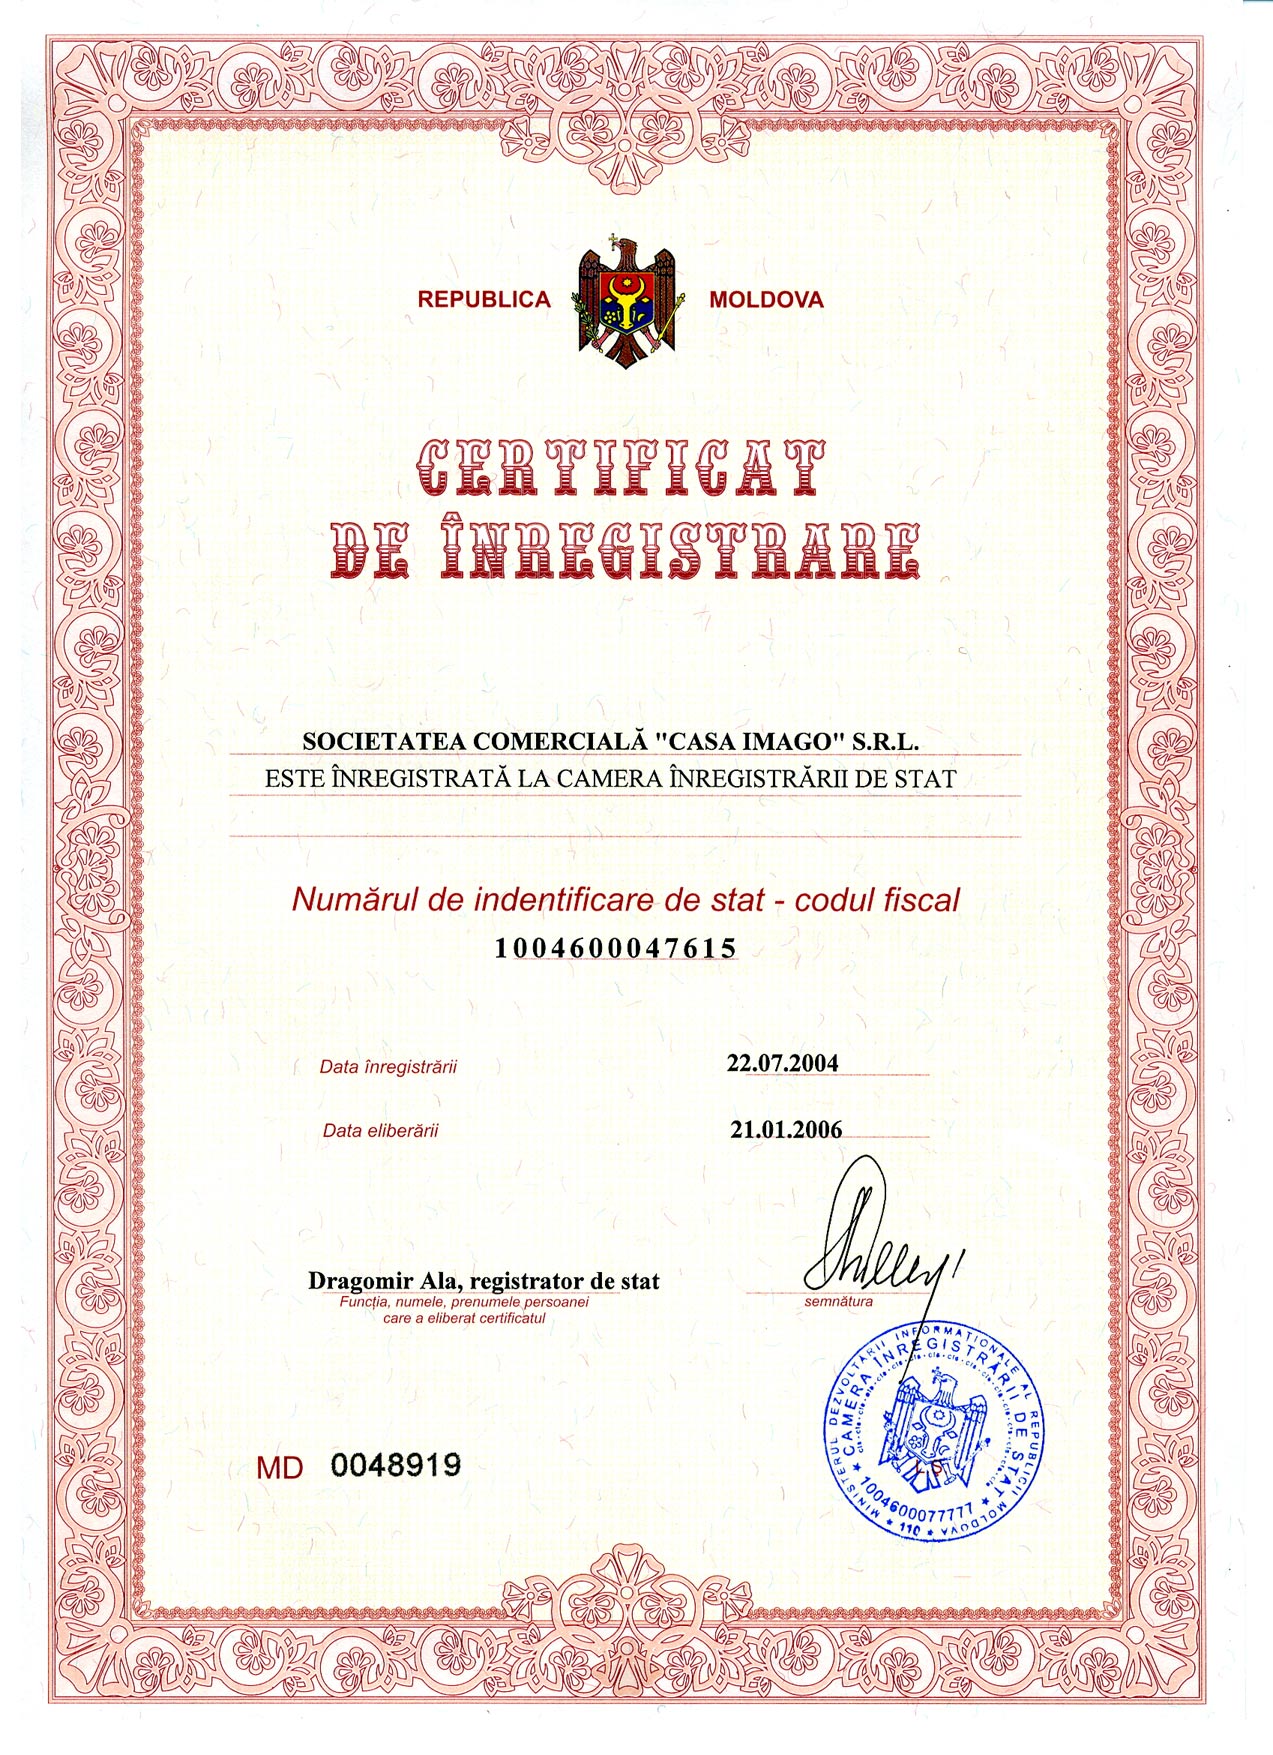 REPUBLICA MOLDOVA
CERTIFICAT
DE ÎNREGISTRARE
SOCIETATEA COMERCIALĂ "CASA IMAGO" S.R.L.
ESTE ÎNREGISTRATĂ LA CAMERA ÎNREGISTRĂRII DE STAT
Numărul de indentificare de stat - codul fiscal
1004600047615
Data înregistrării 22.07.2004
Data eliberării 21.01.2006
Dragomir Ala, registrator de stat
Funcția, numele, prenumele persoanei
care a eliberat certificatul
semnătura
MINISTERUL DEZVOLTĂRII INFORMAȚIONALE AL REPUBLICII MOLDOVA
CAMERA ÎNREGISTRĂRII DE STAT
1004600077777
110
L S
MD 0048919